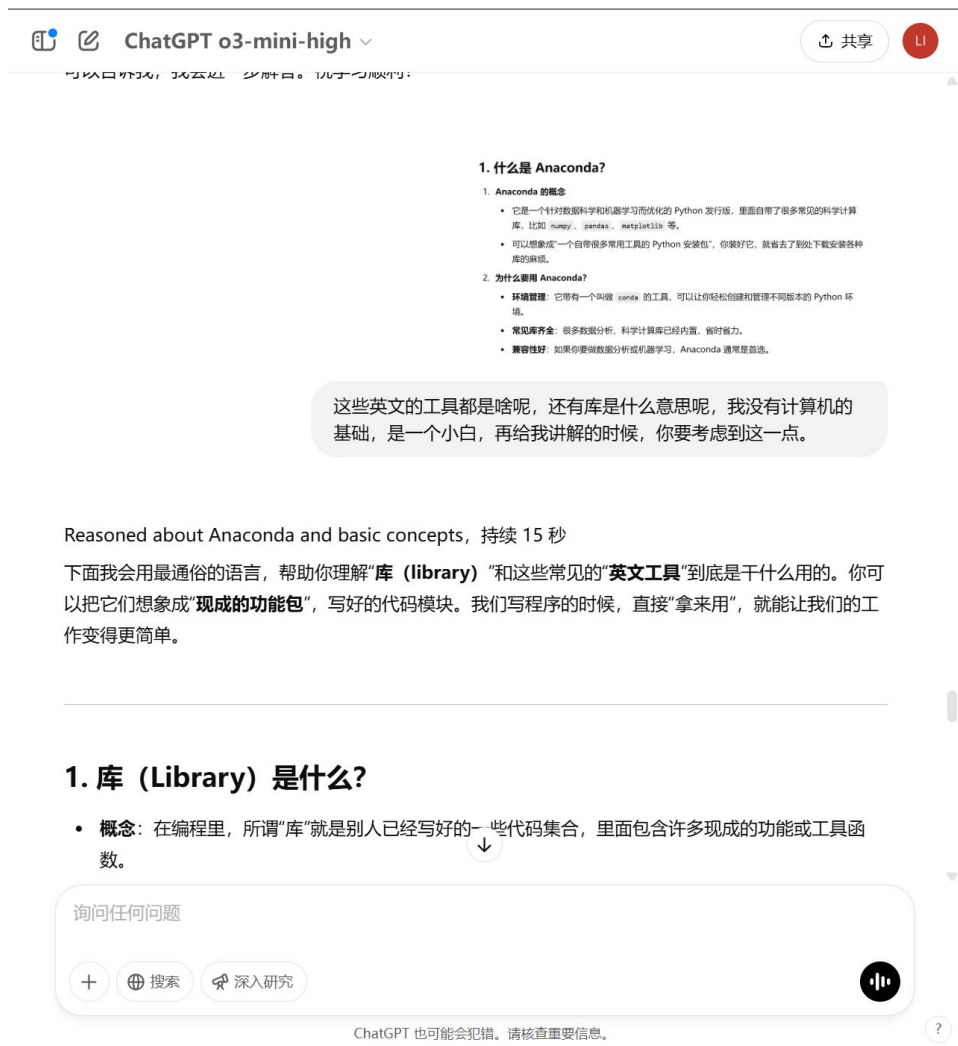 ChatGPT o3-mini-high
共享
LI
可以告诉我，我会进一步解答。祝学习顺利！
1. 什么是 Anaconda?
1. Anaconda 的概念
• 它是一个针对数据科学和机器学习而优化的 Python 发行版，里面自带了很多常见的科学计算
库，比如 numpy 、 pandas 、 matplotlib 等。
• 可以想象成“一个自带很多常用工具的 Python 安装包”，你装好它，就省去了到处下载安装各种
库的麻烦。
2. 为什么要用 Anaconda?
• 环境管理：它带有一个叫做 conda 的工具，可以让你轻松创建和管理不同版本的 Python 环
境。
• 常见库齐全：很多数据分析、科学计算库已经内置，省时省力。
• 兼容性好：如果你要做数据分析或机器学习，Anaconda 通常是首选。
这些英文的工具都是啥呢，还有库是什么意思呢，我没有计算机的
基础，是一个小白，再给我讲解的时候，你要考虑到这一点。
Reasoned about Anaconda and basic concepts，持续 15 秒
下面我会用最通俗的语言，帮助你理解“库（library）”和这些常见的“英文工具”到底是干什么用的。你可
以把它们想象成“现成的功能包”，写好的代码模块。我们写程序的时候，直接“拿来用”，就能让我们的工
作变得更简单。
1. 库（Library）是什么？
• 概念：在编程里，所谓“库”就是别人已经写好的一些代码集合，里面包含许多现成的功能或工具函
数。
询问任何问题
搜索
深入研究
ChatGPT 也可能会犯错。请核查重要信息。
?